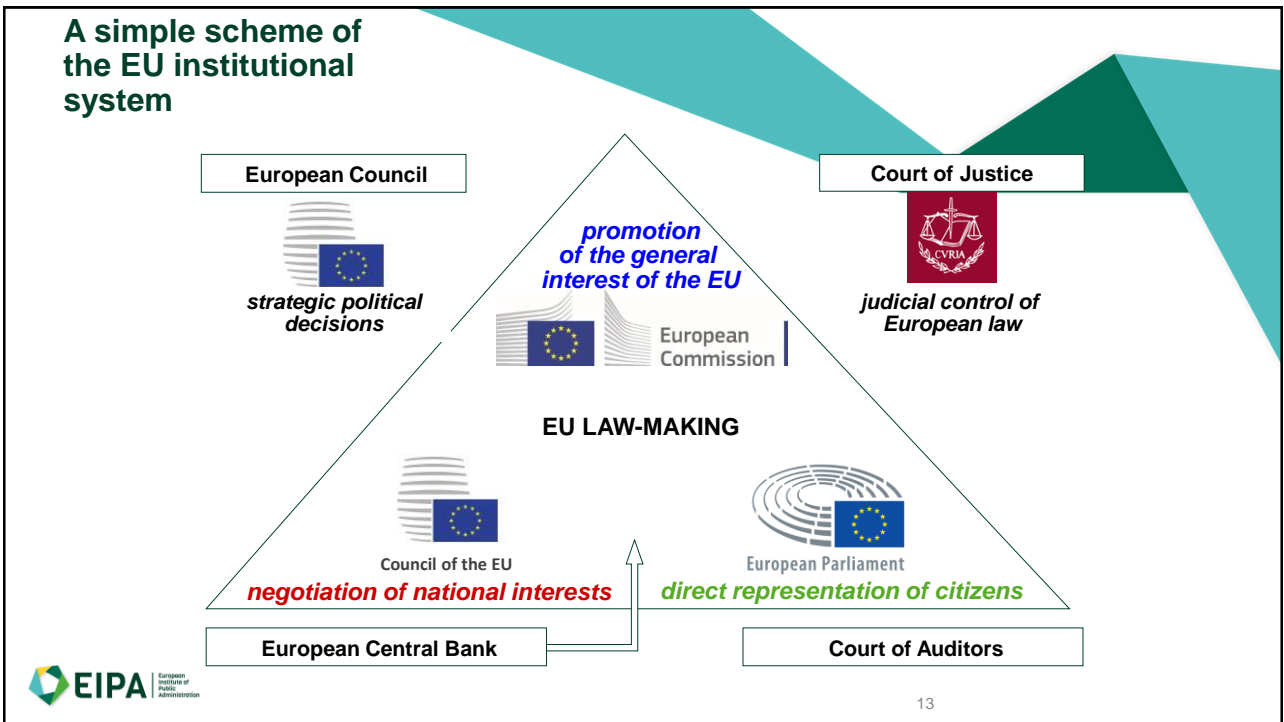 A simple scheme of
the EU institutional
system
European Council
strategic political
decisions
Court of Justice
CVRIA
judicial control of
European law
promotion
of the general
interest of the EU
European
Commission
EU LAW-MAKING
Council of the EU
negotiation of national interests
European Parliament
direct representation of citizens
European Central Bank
Court of Auditors
EIPA
European
Institute of
Public
Administration
13